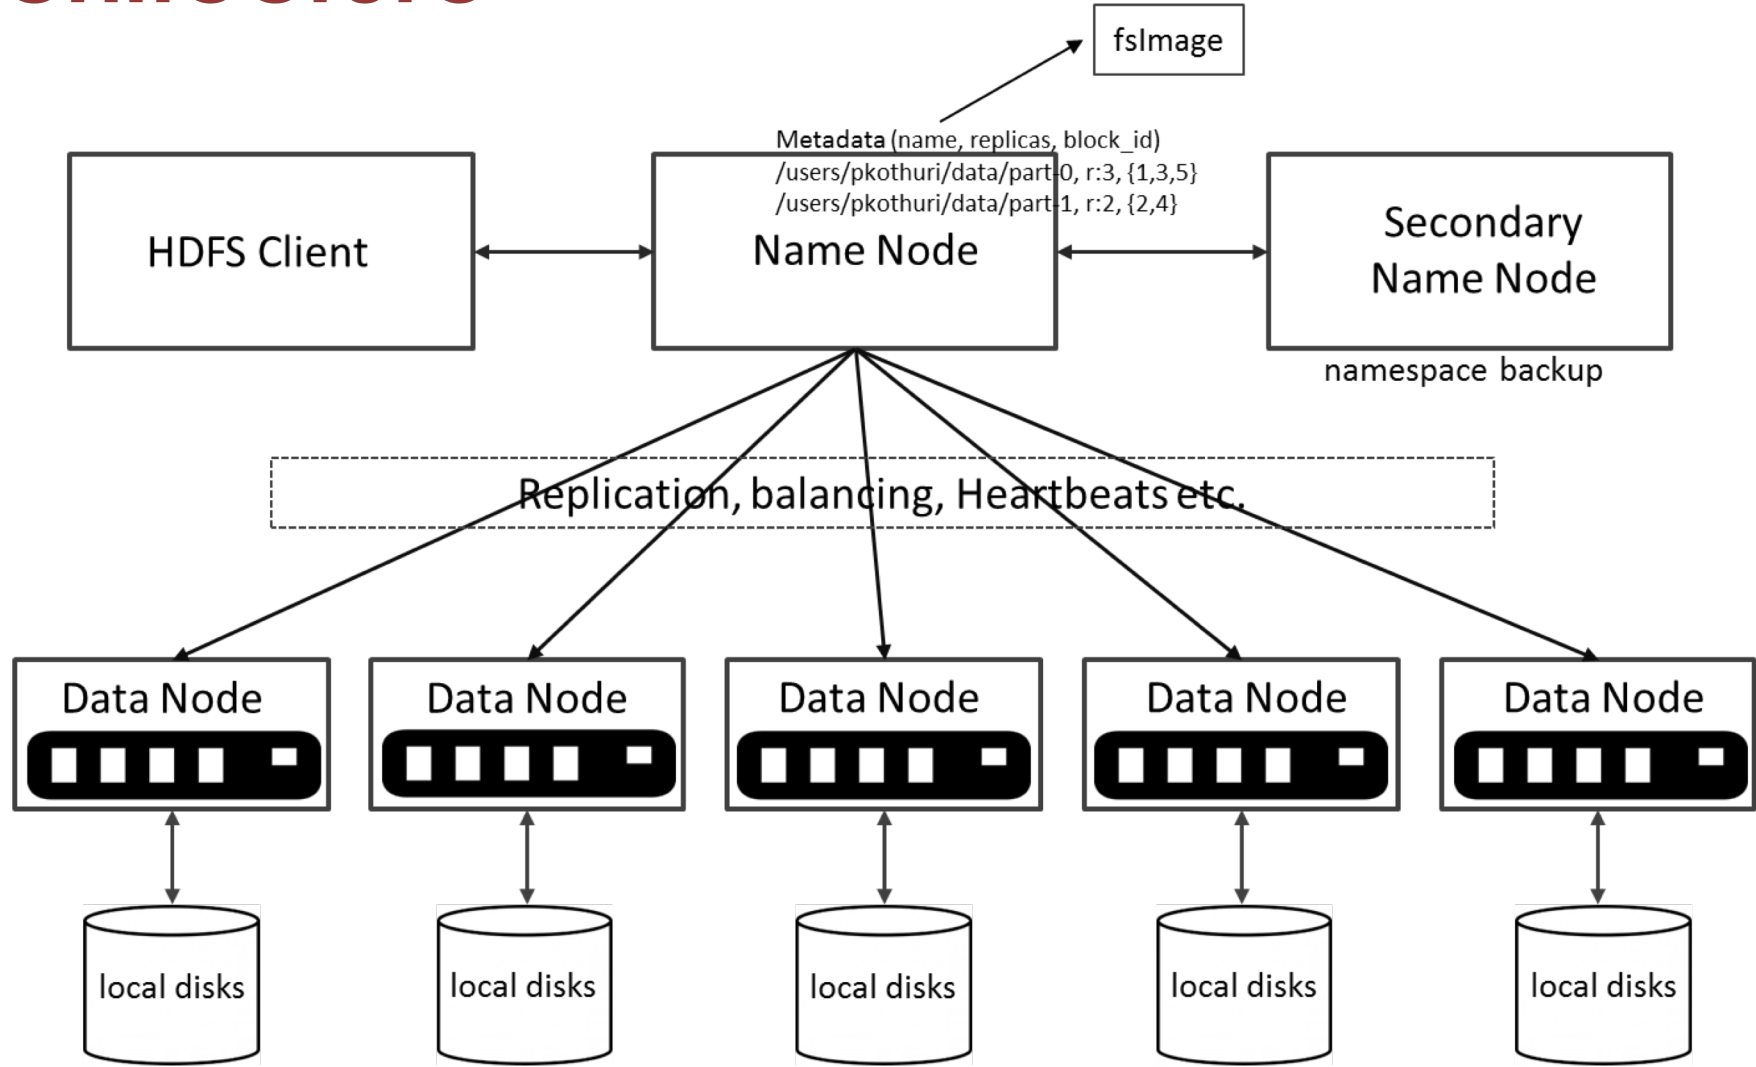 fsImage
Metadata (name, replicas, block_id)
/users/pkothuri/data/part-0, r:3, {1,3,5}
/users/pkothuri/data/part-1, r:2, {2,4}
HDFS Client
Name Node
Secondary
Name Node
namespace backup
Replication, balancing, Heartbeats etc.
Data Node
Data Node
Data Node
Data Node
Data Node
local disks
local disks
local disks
local disks
local disks